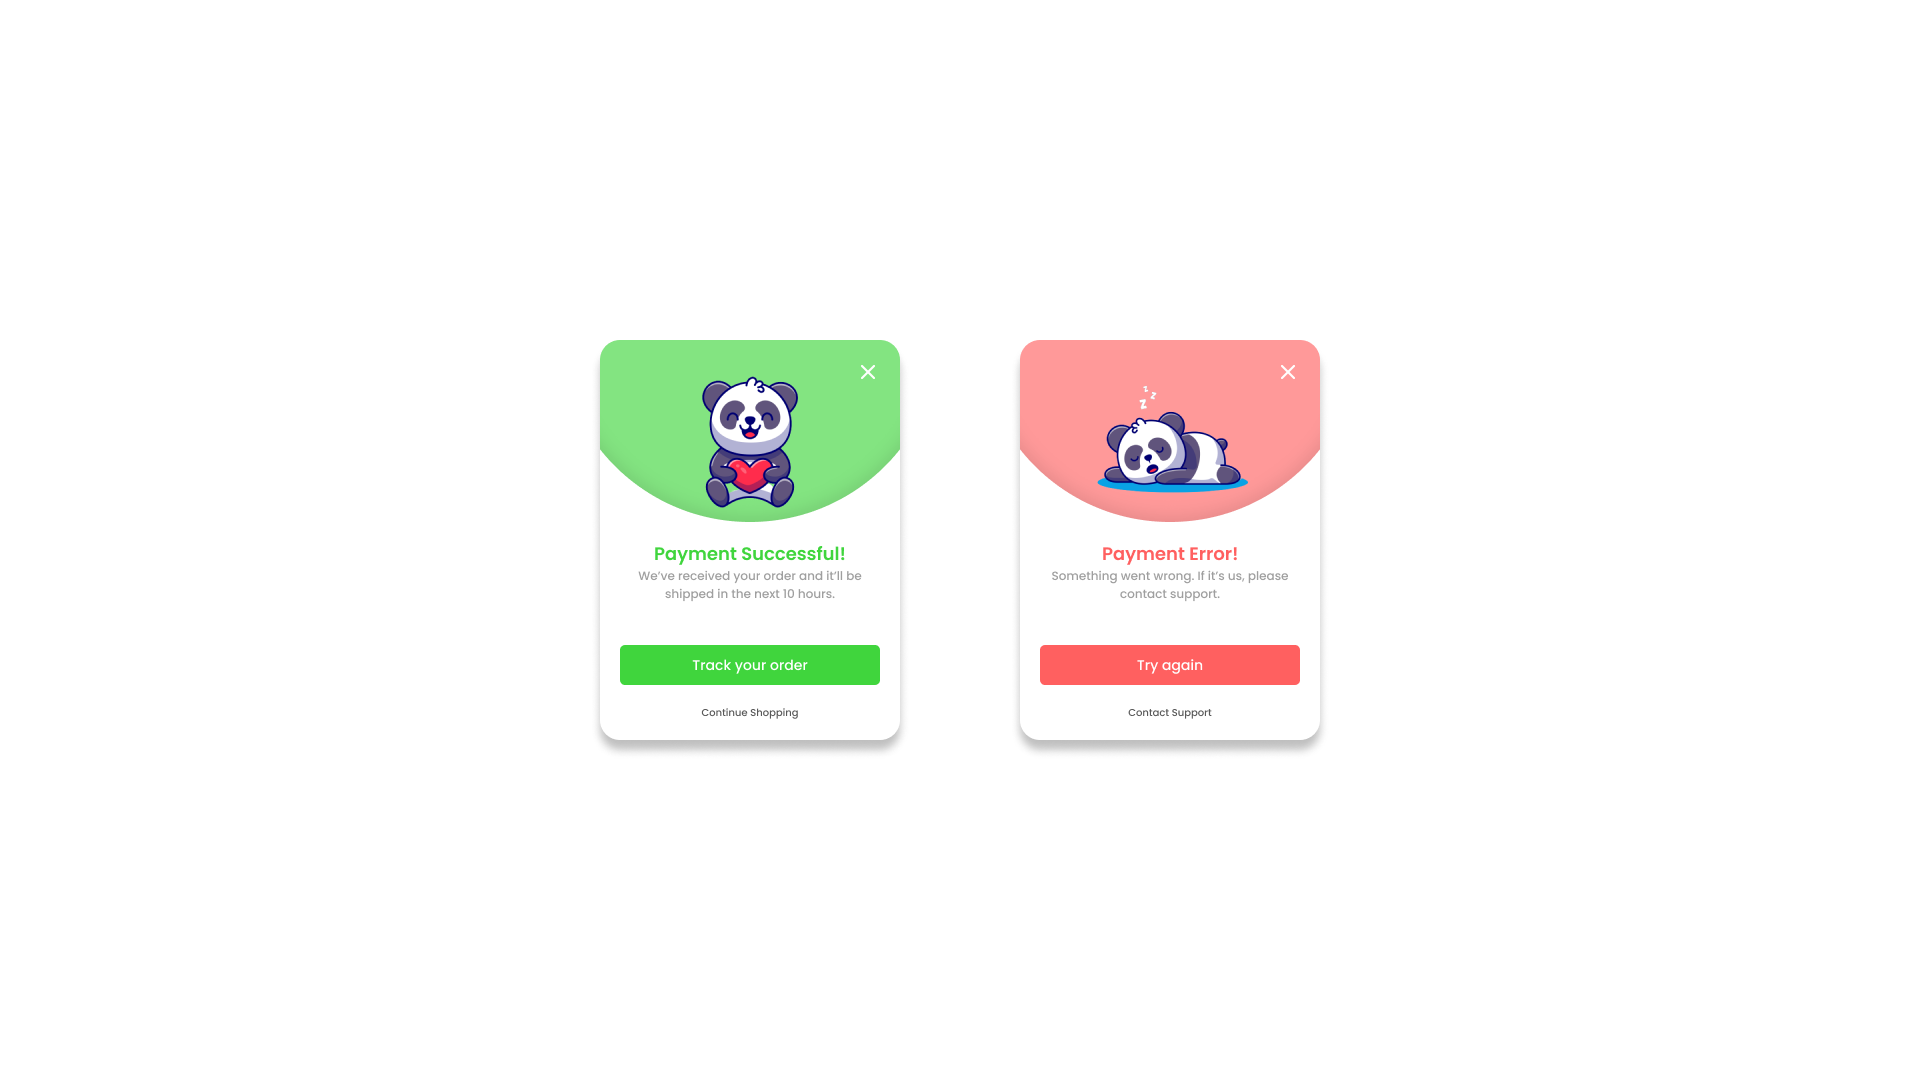 Payment Successful!
We’ve received your order and it’ll be
shipped in the next 10 hours.
Track your order
Continue Shopping
z
z
z
Payment Error!
Something went wrong. If it’s us, please
contact support.
Try again
Contact Support